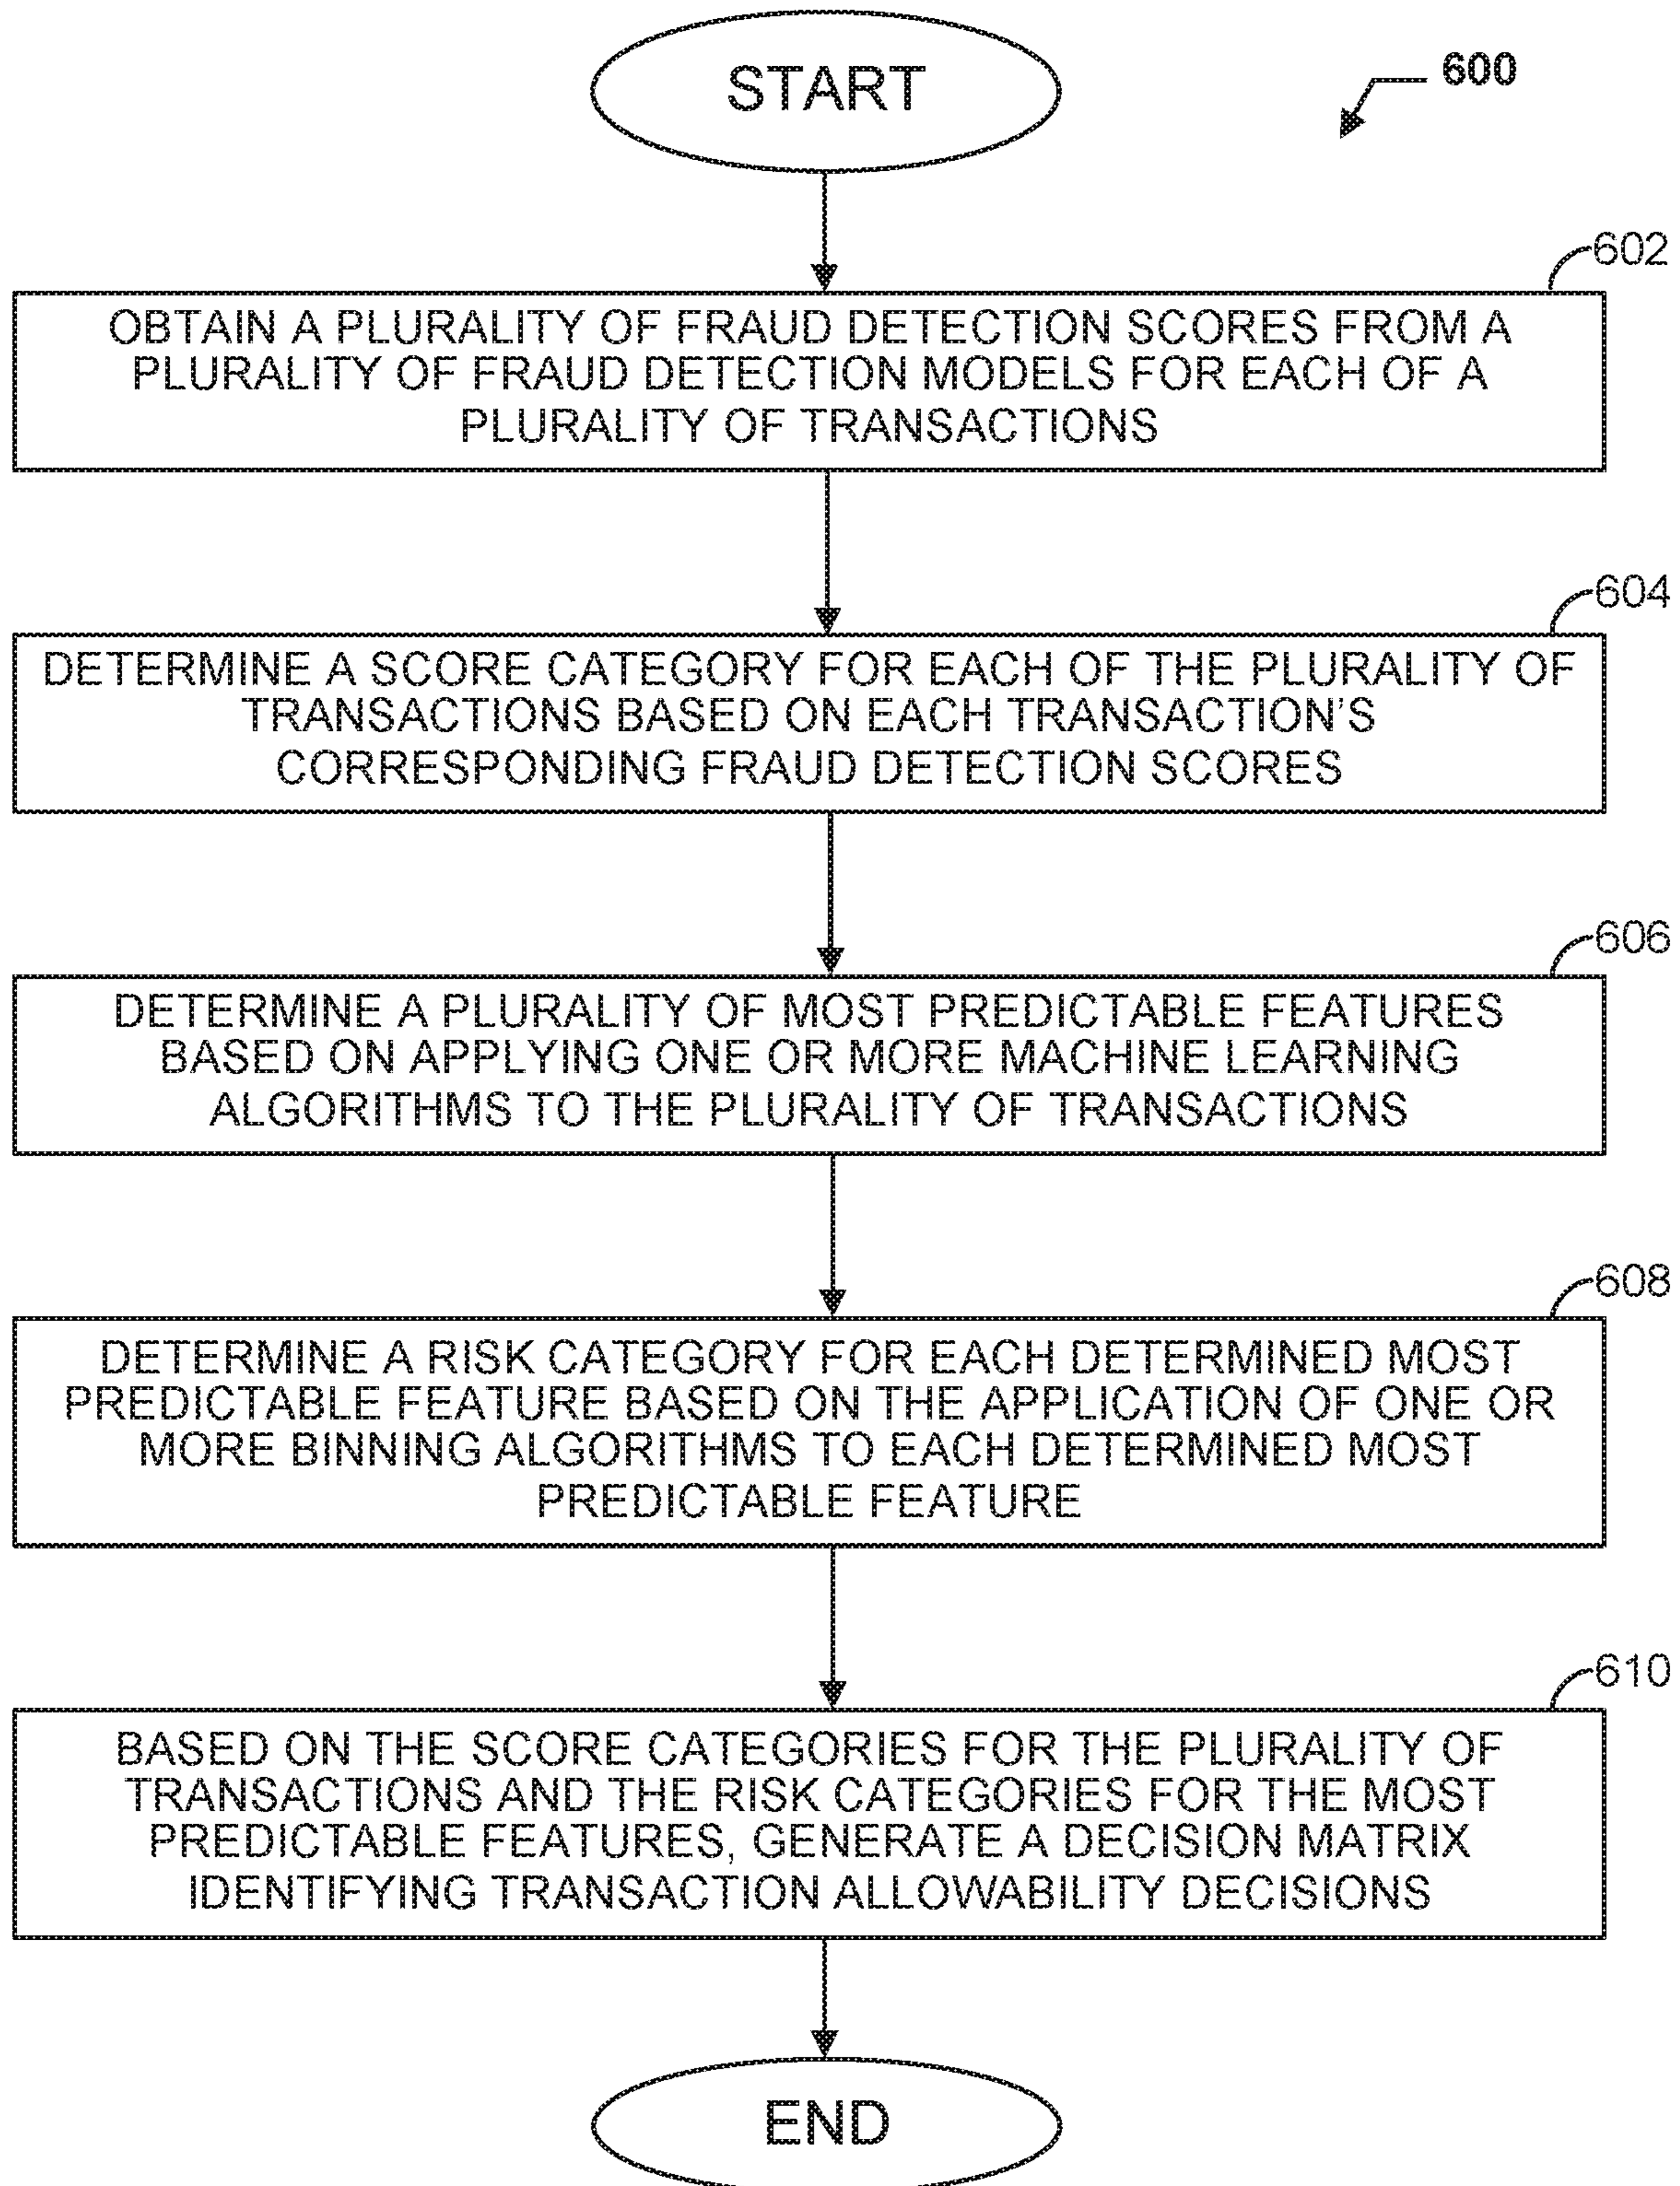 START
600
602
OBTAIN A PLURALITY OF FRAUD DETECTION SCORES FROM A
PLURALITY OF FRAUD DETECTION MODELS FOR EACH OF A
PLURALITY OF TRANSACTIONS
604
DETERMINE A SCORE CATEGORY FOR EACH OF THE PLURALITY OF
TRANSACTIONS BASED ON EACH TRANSACTION'S
CORRESPONDING FRAUD DETECTION SCORES
606
DETERMINE A PLURALITY OF MOST PREDICTABLE FEATURES
BASED ON APPLYING ONE OR MORE MACHINE LEARNING
ALGORITHMS TO THE PLURALITY OF TRANSACTIONS
608
DETERMINE A RISK CATEGORY FOR EACH DETERMINED MOST
PREDICTABLE FEATURE BASED ON THE APPLICATION OF ONE OR
MORE BINNING ALGORITHMS TO EACH DETERMINED MOST
PREDICTABLE FEATURE
610
BASED ON THE SCORE CATEGORIES FOR THE PLURALITY OF
TRANSACTIONS AND THE RISK CATEGORIES FOR THE MOST
PREDICTABLE FEATURES, GENERATE A DECISION MATRIX
IDENTIFYING TRANSACTION ALLOWABILITY DECISIONS
END